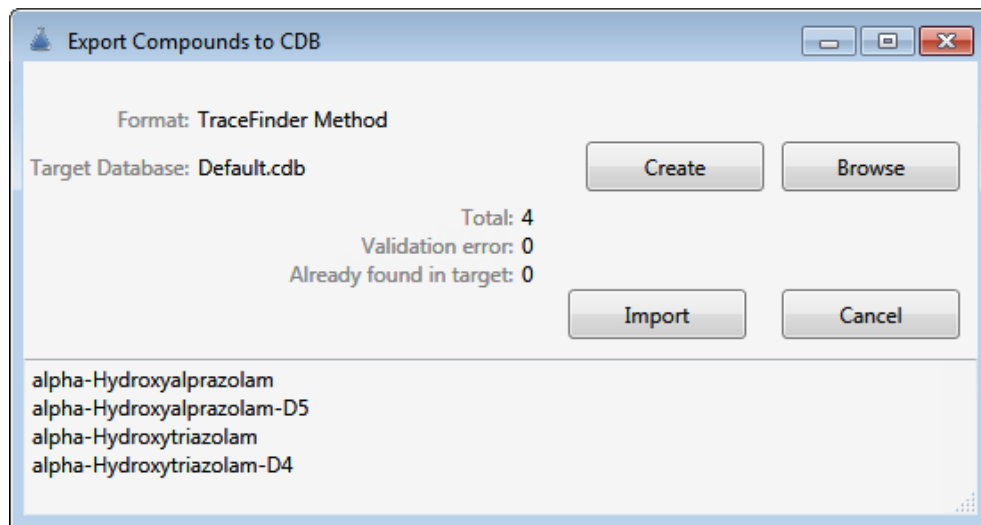 Export Compounds to CDB
Format: TraceFinder Method
Target Database: Default.cdb
Create
Browse
Total: 4
Validation error: 0
Already found in target: 0
Import
Cancel
alpha-Hydroxyalprazolam
alpha-Hydroxyalprazolam-D5
alpha-Hydroxytriazolam
alpha-Hydroxytriazolam-D4